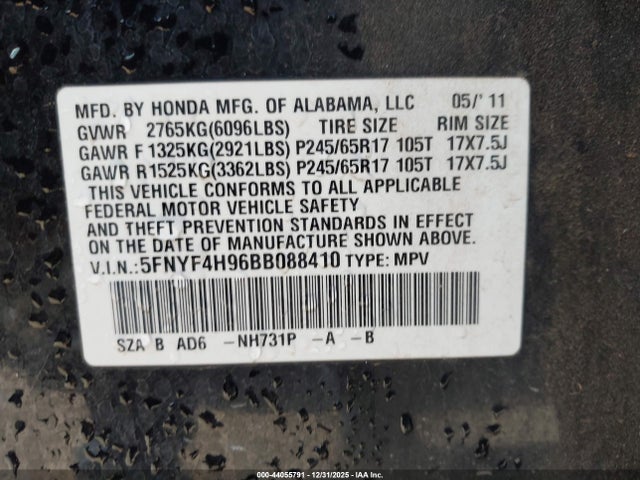 MFD. BY HONDA MFG. OF ALABAMA, LLC 05/'11
GVWR 2765KG(6096LBS) TIRE SIZE RIM SIZE
GAWR F 1325KG(2921LBS) P245/65R17 105T 17X7.5J
GAWR R1525KG(3362LBS) P245/65R17 105T 17X7.5J
THIS VEHICLE CONFORMS TO ALL APPLICABLE
FEDERAL MOTOR VEHICLE SAFETY
AND THEFT PREVENTION STANDARDS IN EFFECT
ON THE DATE OF MANUFACTURE SHOWN ABOVE.
V.I.N.:5FNYF4H96BB088410 TYPE: MPV
SZA B AD6 -NH731P -A -B
000-44055791 - 12/31/2025 - IAA Inc.